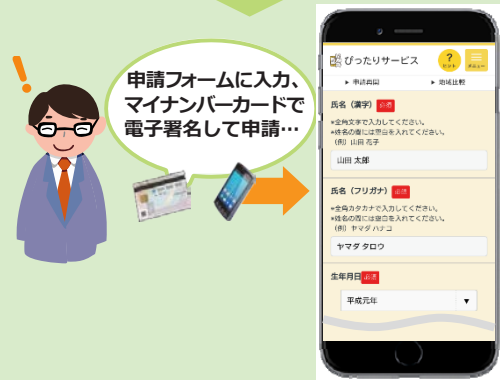 申請フォームに入力、
マイナンバーカードで
電子署名して申請…
ぴったりサービス
?
ヒント
メニュー
▶ 申請再開
▶ 地域比較
氏名（漢字） 必須
*全角文字で入力してください。
*姓名の間には空白を入れてください。
（例）山田 花子
山田 太郎
氏名（フリガナ） 必須
*全角カタカナで入力してください。
*姓名の間には空白を入れてください。
（例）ヤマダ ハナコ
ヤマダ タロウ
生年月日 必須
平成元年 ▼